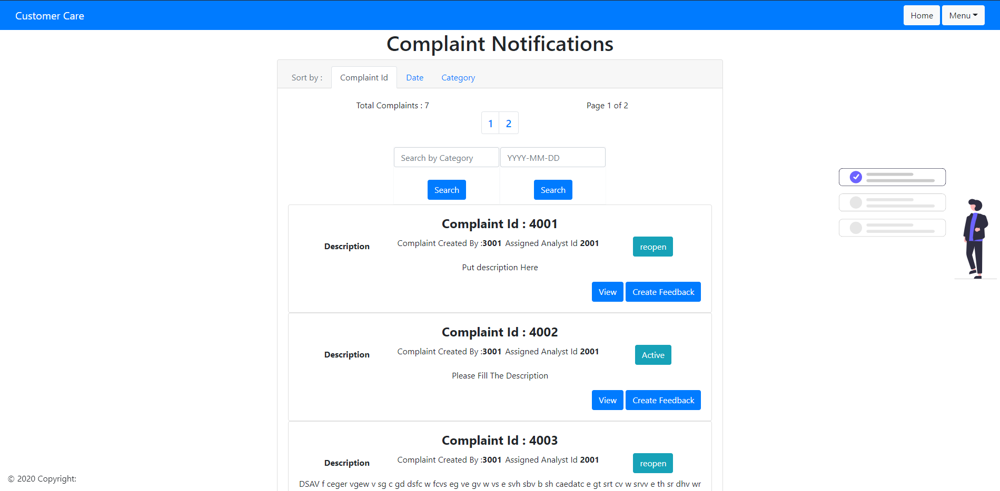 Customer Care
Home Menu
Complaint Notifications
Sort by : Complaint Id Date Category
Total Complaints : 7 Page 1 of 2
1 2
Search by Category YYYY-MM-DD
Search Search
Complaint Id : 4001
Description Complaint Created By :3001 Assigned Analyst Id 2001 reopen
Put description Here
View Create Feedback
Complaint Id : 4002
Description Complaint Created By :3001 Assigned Analyst Id 2001 Active
Please Fill The Description
View Create Feedback
Complaint Id : 4003
Description Complaint Created By :3001 Assigned Analyst Id 2001 reopen
© 2020 Copyright:
DSAV f ceger vgew v sg c gd dsfc w fcvs eg ve gv w vs e svh sbv b sh caedatc e gt srt cv w srvv e th sr dhv wr